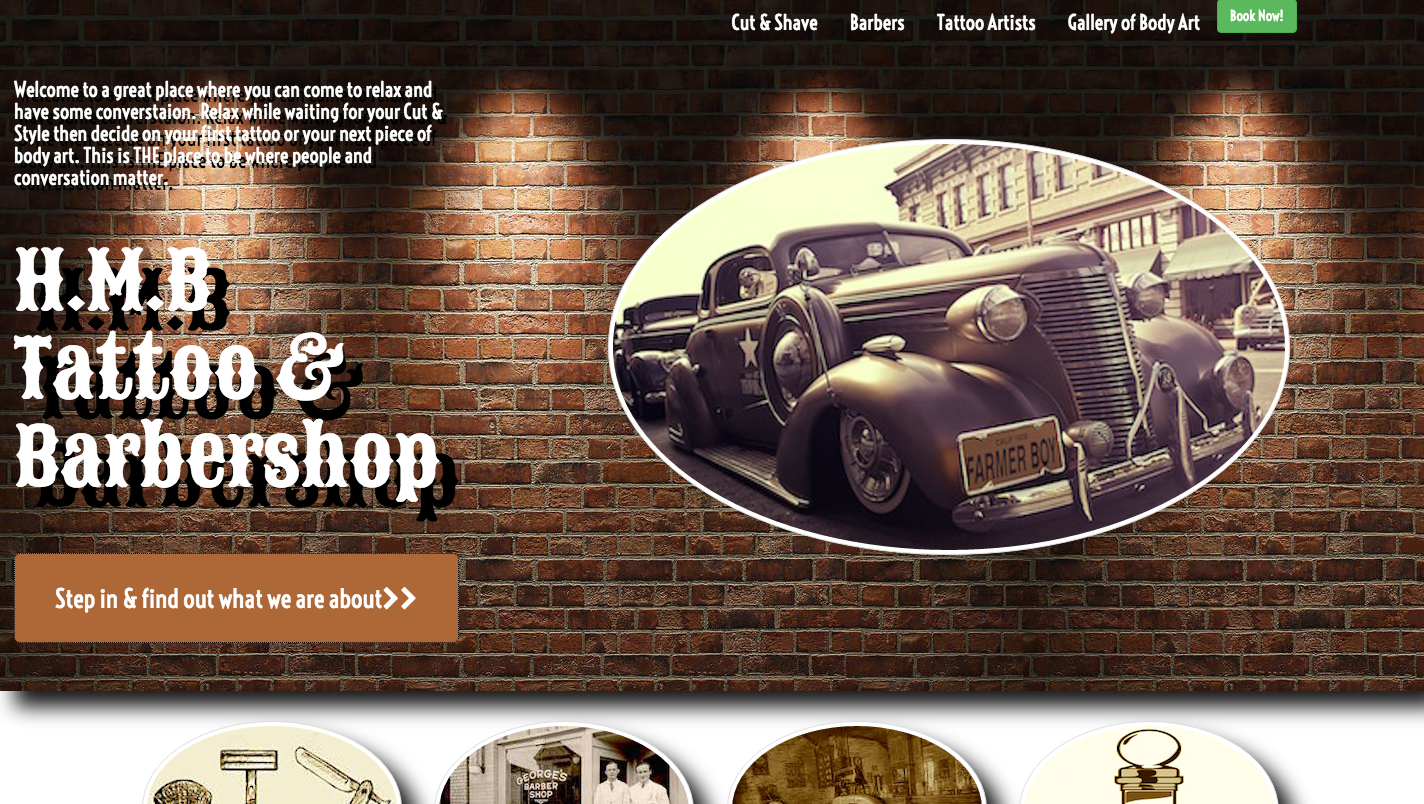 Cut & Shave Barbers Tattoo Artists Gallery of Body Art Book Now!
Welcome to a great place where you can come to relax and
have some converstaion. Relax while waiting for your Cut &
Style then decide on your first tattoo or your next piece of
body art. This is THE place to be where people and
conversation matter.
H.M.B
Tattoo &
Barbershop
FARMER BOY
Step in & find out what we are about
GEORGE'S
BARBER
SHOP